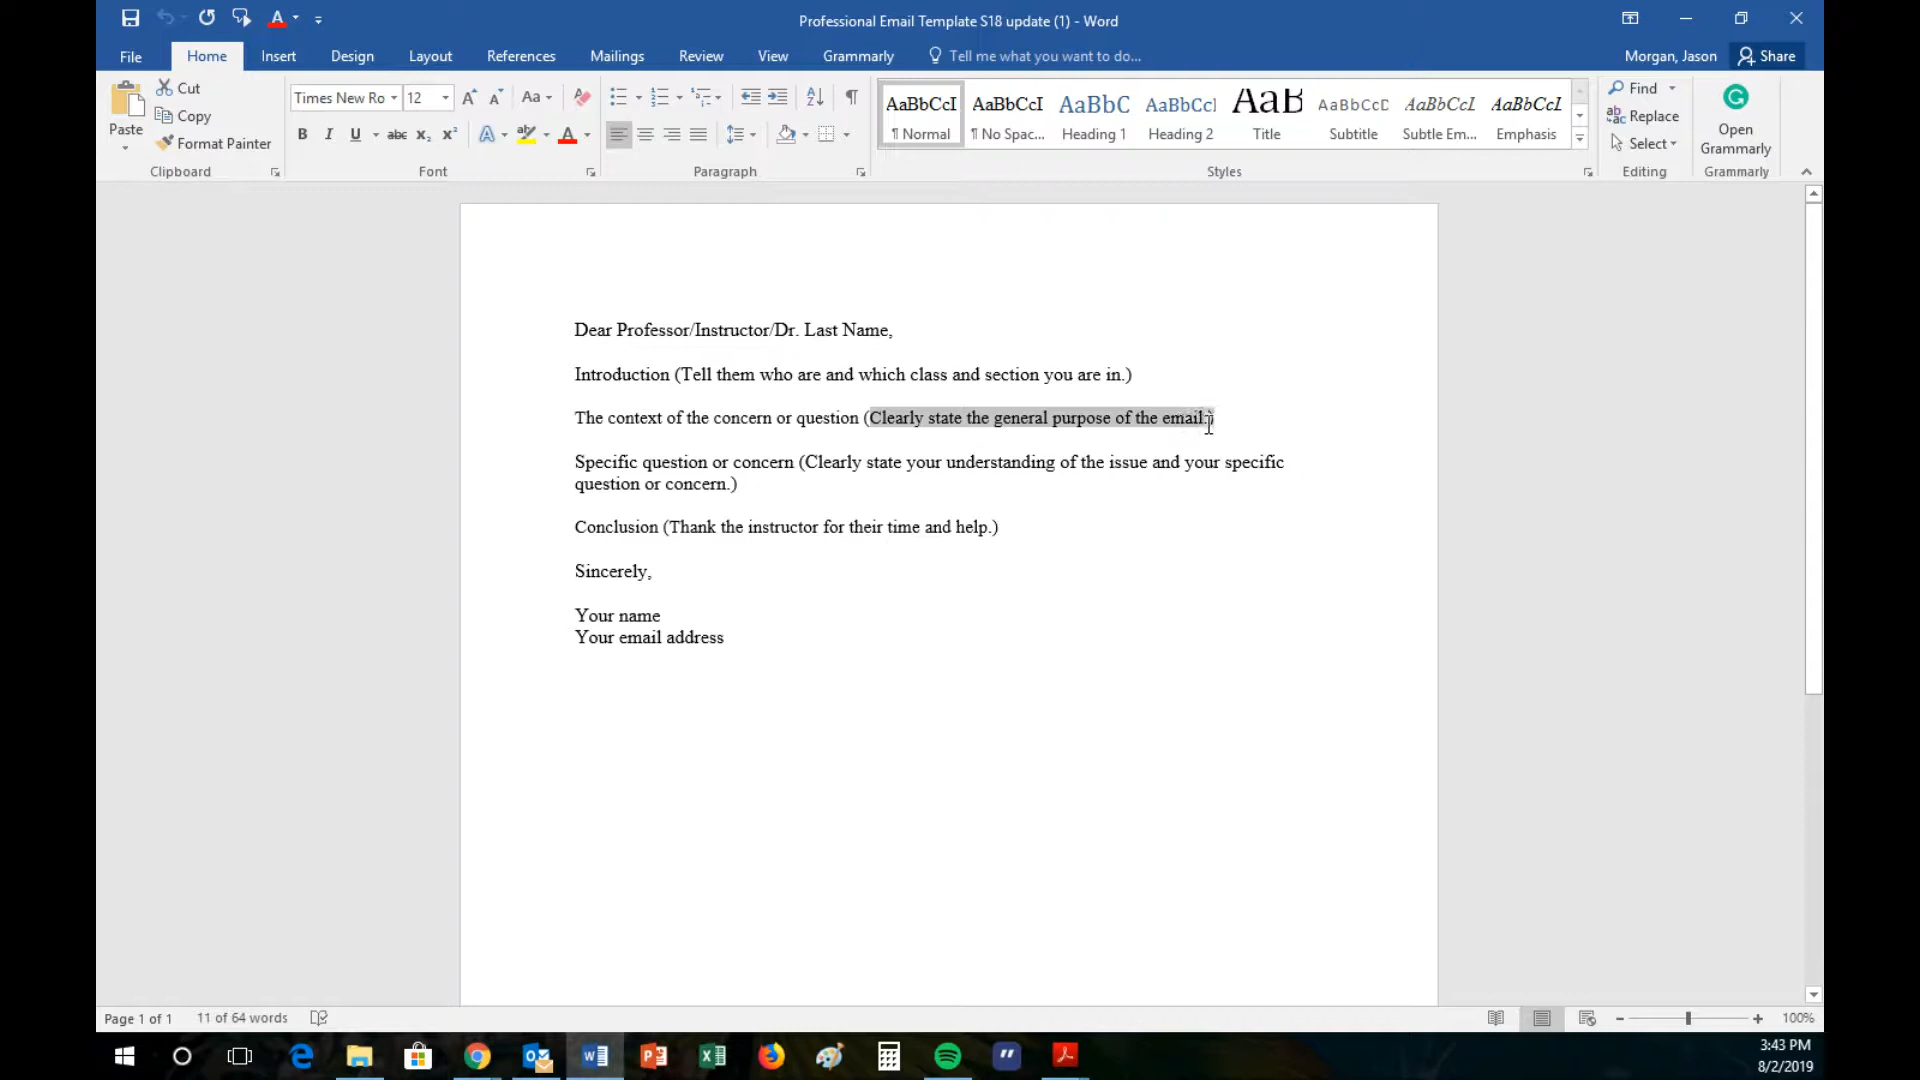 Professional Email Template S18 update (1) - Word
File Home Insert Design Layout References Mailings Review View Grammarly Tell me what you want to do... Morgan, Jason Share
Paste
Cut
Copy
Format Painter
Clipboard
Times New Ro 12
Font
Paragraph
AaBbCcI AaBbCcI AaBbC AaBbCcI AaB AaBbCcD AaBbCcI AaBbCcI
¶ Normal ¶ No Spac... Heading 1 Heading 2 Title Subtitle Subtle Em... Emphasis
Styles
Find
Replace
Select
Editing
Open
Grammarly
Grammarly
Dear Professor/Instructor/Dr. Last Name,
Introduction (Tell them who are and which class and section you are in.)
The context of the concern or question (Clearly state the general purpose of the email.)
Specific question or concern (Clearly state your understanding of the issue and your specific
question or concern.)
Conclusion (Thank the instructor for their time and help.)
Sincerely,
Your name
Your email address
Page 1 of 1 11 of 64 words 100%
3:43 PM
8/2/2019